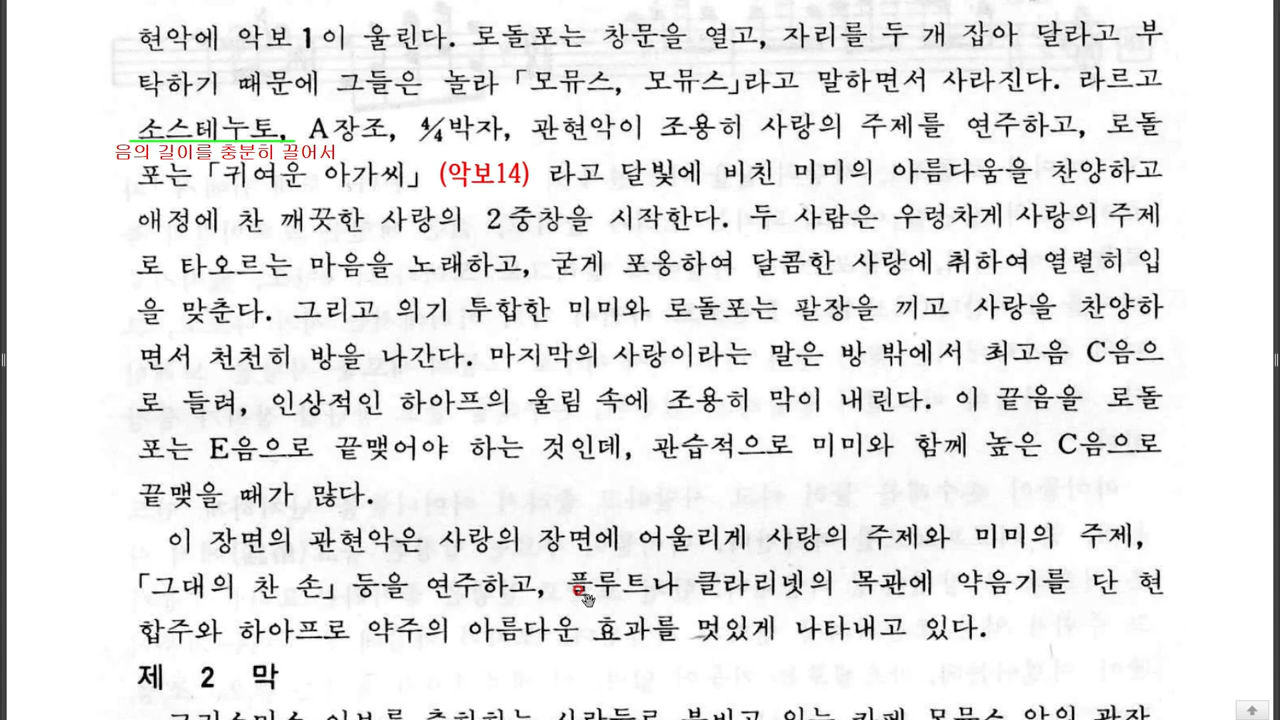 현악에 악보 1 이 울린다. 로돌포는 창문을 열고, 자리를 두 개 잡아 달라고 부
탁하기 때문에 그들은 놀라 「모뮤스, 모뮤스」라고 말하면서 사라진다. 라르고
소스테누토, A장조, 4/4박자, 관현악이 조용히 사랑의 주제를 연주하고, 로돌
음의 길이를 충분히 끌어서
포는 「귀여운 아가씨」 (악보14) 라고 달빛에 비친 미미의 아름다움을 찬양하고
애정에 찬 깨끗한 사랑의 2중창을 시작한다. 두 사람은 우렁차게 사랑의 주제
로 타오르는 마음을 노래하고, 굳게 포옹하여 달콤한 사랑에 취하여 열렬히 입
을 맞춘다. 그리고 의기 투합한 미미와 로돌포는 팔장을 끼고 사랑을 찬양하
면서 천천히 방을 나간다. 마지막의 사랑이라는 말은 방 밖에서 최고음 C음으
로 들려, 인상적인 하아프의 울림 속에 조용히 막이 내린다. 이 끝음을 로돌
포는 E음으로 끝맺어야 하는 것인데, 관습적으로 미미와 함께 높은 C음으로
끝맺을 때가 많다.
이 장면의 관현악은 사랑의 장면에 어울리게 사랑의 주제와 미미의 주제,
「그대의 찬 손」 등을 연주하고, 플루트나 클라리넷의 목관에 약음기를 단 현
합주와 하아프로 약주의 아름다운 효과를 멋있게 나타내고 있다.
제 2 막